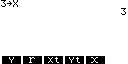 3→X
3
Y r Xt Yt X